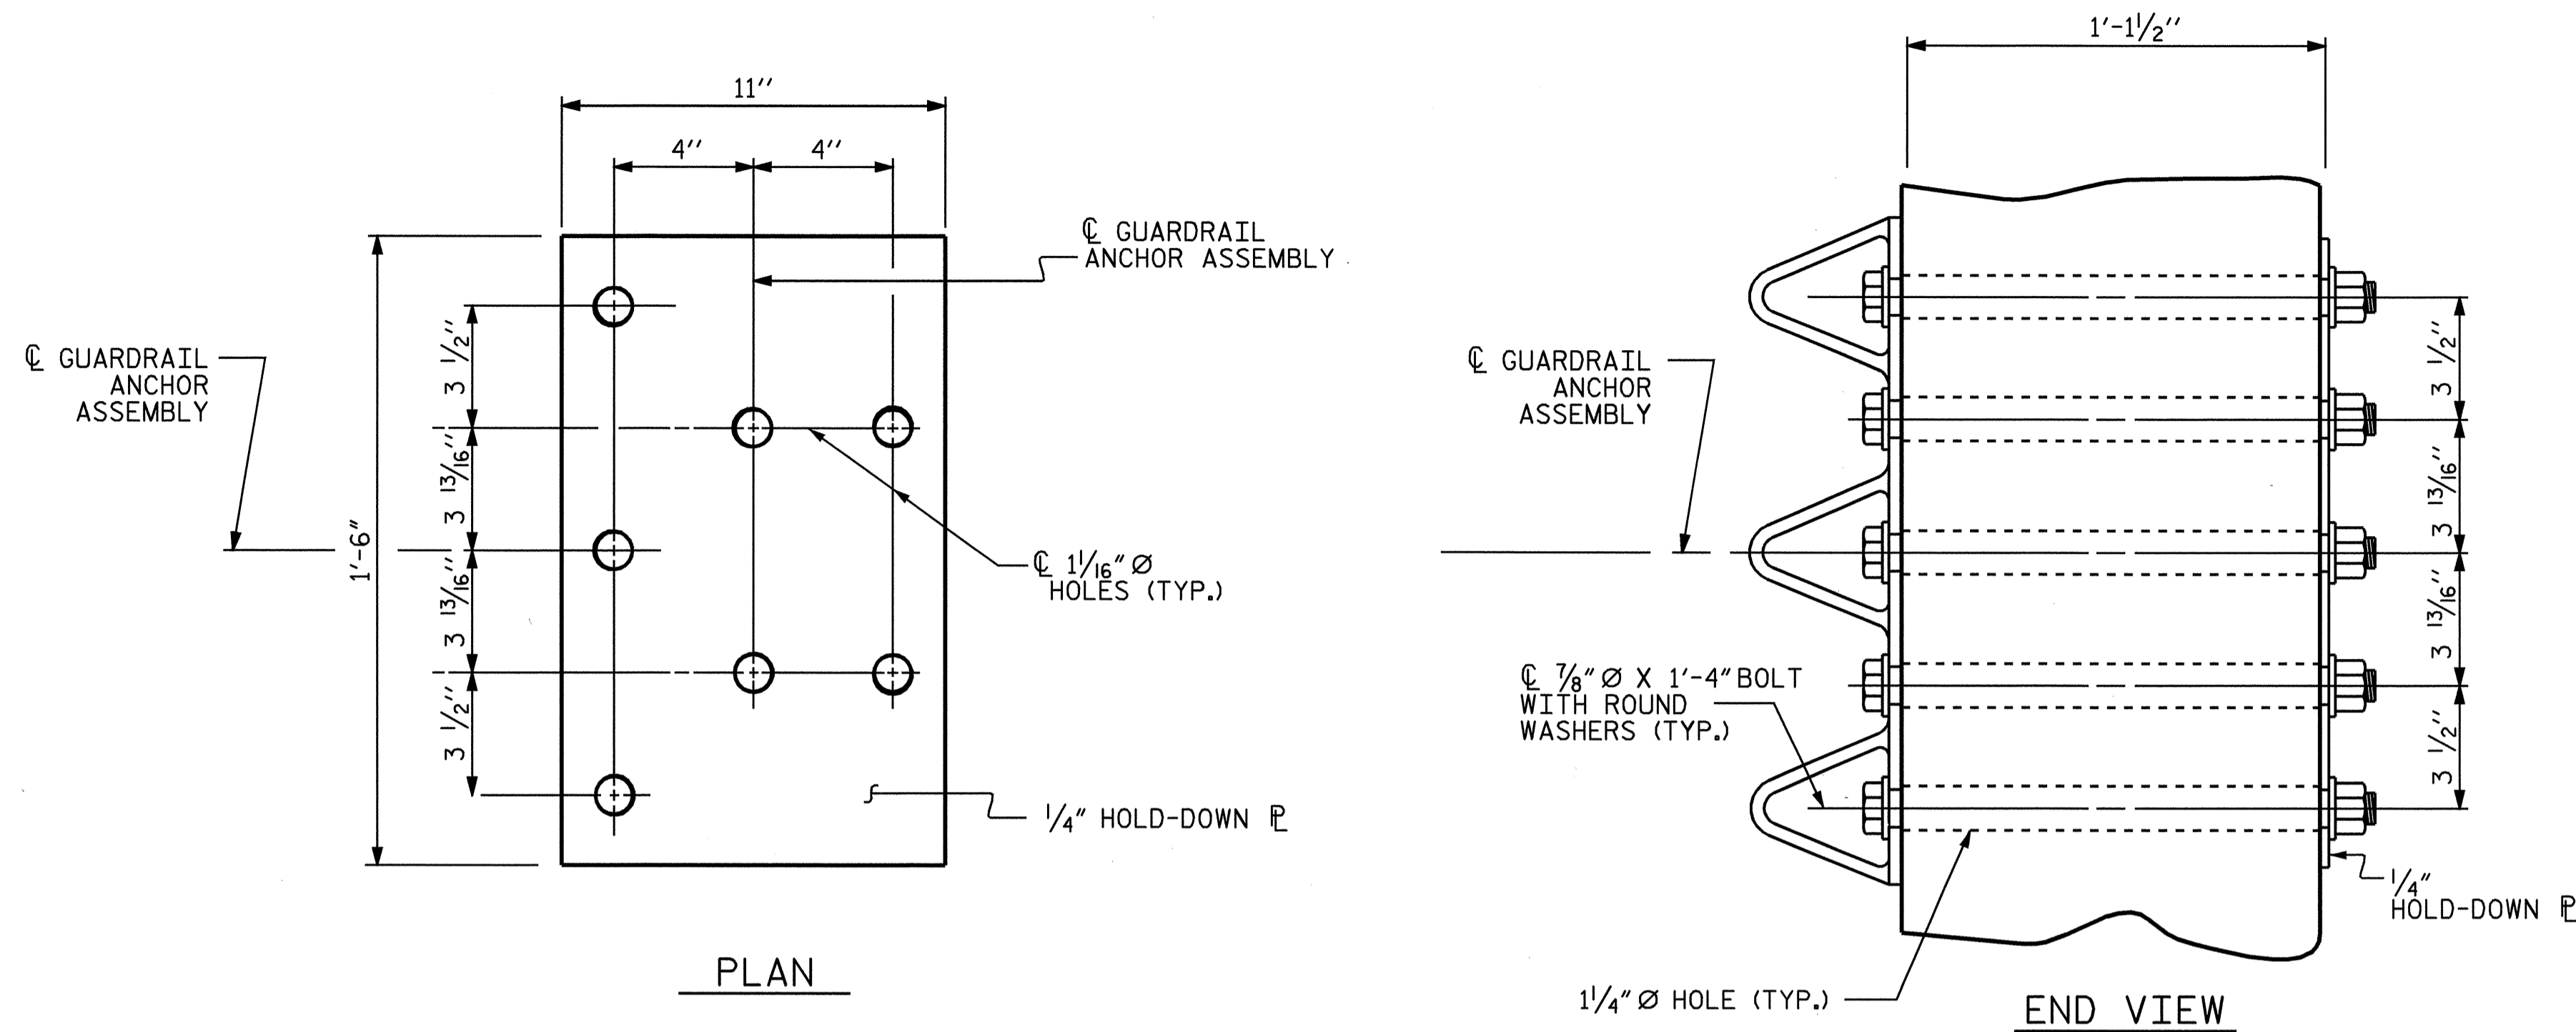 11''
4''
4''
℄ GUARDRAIL
ANCHOR ASSEMBLY
℄ GUARDRAIL
ANCHOR
ASSEMBLY
1'-6"
3 1/2''
3 13/16''
3 13/16''
3 1/2''
℄ 1 1/16" Ø
HOLES (TYP.)
1/4" HOLD-DOWN ⅊
PLAN
1'-1 1/2''
℄ GUARDRAIL
ANCHOR
ASSEMBLY
3 1/2''
3 13/16''
3 13/16''
3 1/2''
℄ 7/8" Ø X 1'-4" BOLT
WITH ROUND
WASHERS (TYP.)
1/4"
HOLD-DOWN ⅊
1 1/4" Ø HOLE (TYP.)
END VIEW